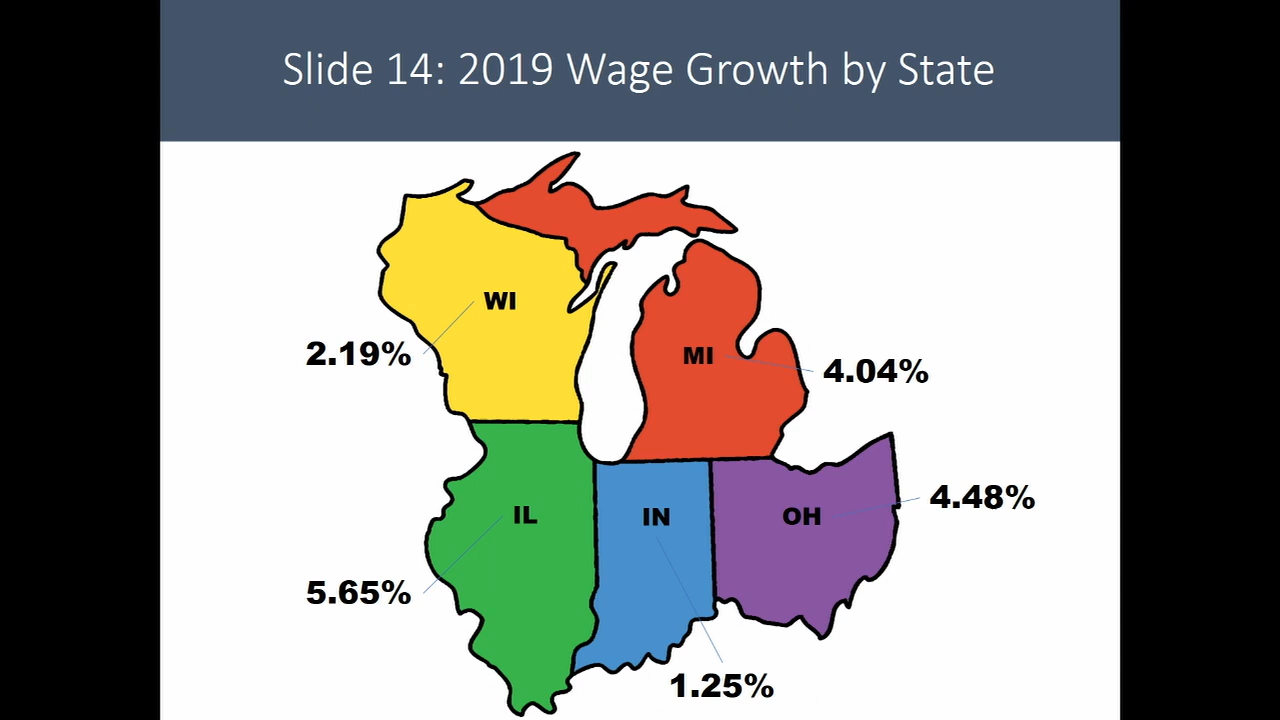 Slide 14: 2019 Wage Growth by State
WI
2.19%
MI
4.04%
IL
5.65%
IN
1.25%
OH
4.48%